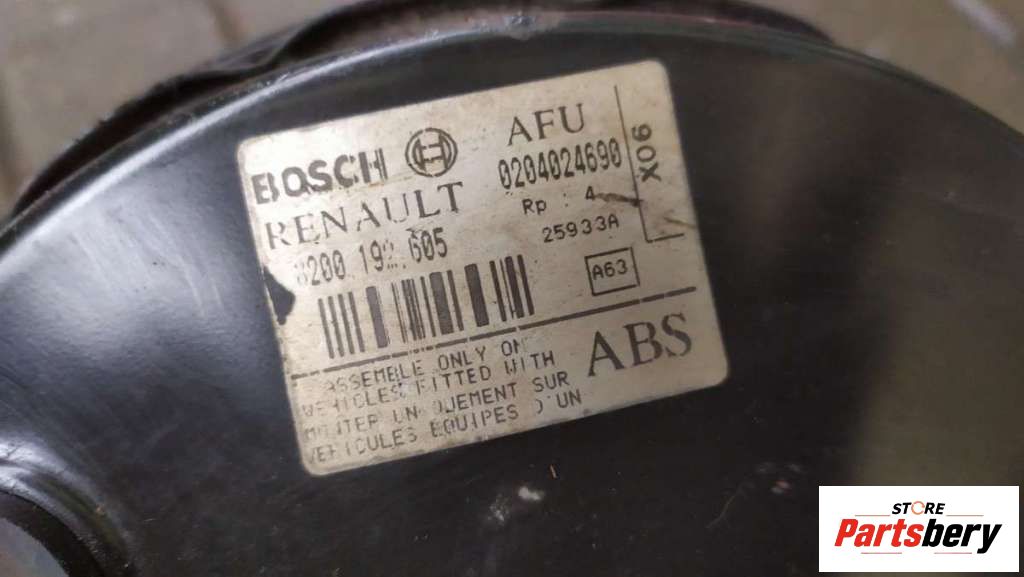 BOSCH
AFU
0204024690
X06
RENAULT
Rp : 4
25933A
605
A63
ASSEMBLE ONLY ON
VEHICLES FITTED WITH
ABS
MONTER UNIQUEMENT SUR
VEHICULES EQUIPES D'UN
STORE
Partsbery